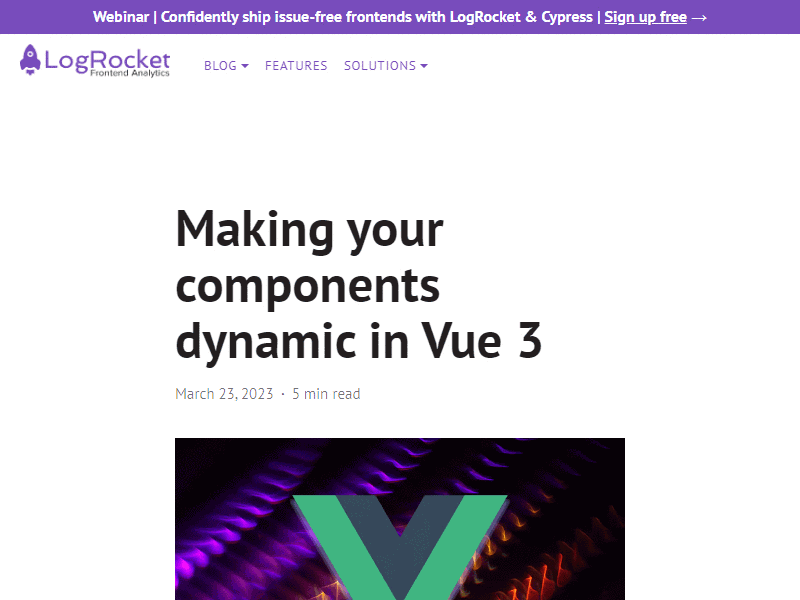 Webinar | Confidently ship issue-free frontends with LogRocket & Cypress | Sign up free →
LogRocket
Frontend Analytics
BLOG FEATURES SOLUTIONS
Making your
components
dynamic in Vue 3
March 23, 2023 · 5 min read